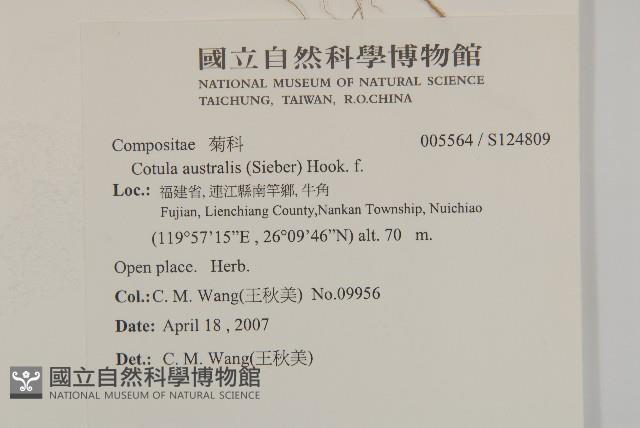 國立自然科學博物館
NATIONAL MUSEUM OF NATURAL SCIENCE
TAICHUNG, TAIWAN, R.O.CHINA
Compositae 菊科 005564 / S124809
Cotula australis (Sieber) Hook. f.
Loc.: 福建省, 連江縣南竿鄉, 牛角
Fujian, Lienchiang County,Nankan Township, Nuichiao
(119°57'15"E , 26°09'46"N) alt. 70 m.
Open place. Herb.
Col.:C. M. Wang(王秋美) No.09956
Date: April 18 , 2007
Det.: C. M. Wang(王秋美)
國立自然科學博物館
NATIONAL MUSEUM OF NATURAL SCIENCE